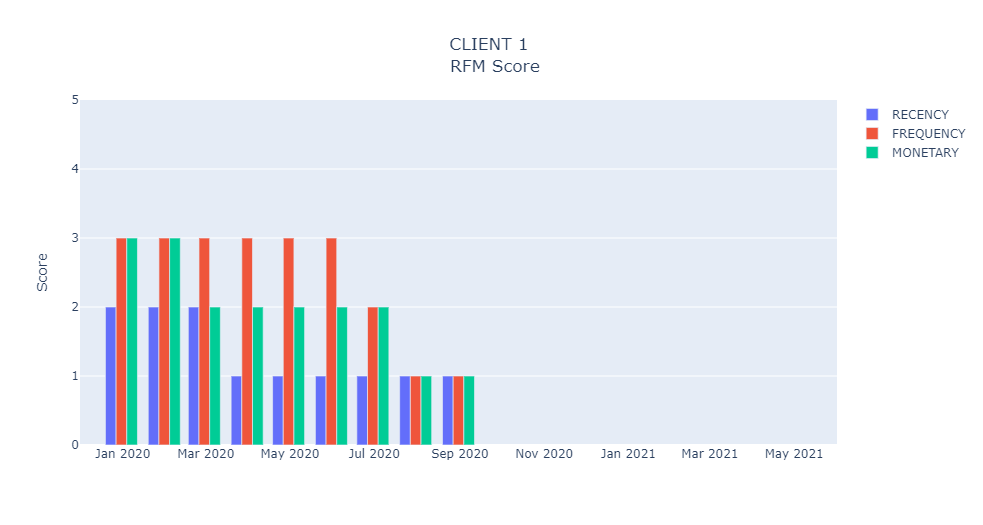 CLIENT 1
RFM Score
5
4
3
2
1
0
Score
Jan 2020
Mar 2020
May 2020
Jul 2020
Sep 2020
Nov 2020
Jan 2021
Mar 2021
May 2021
RECENCY
FREQUENCY
MONETARY